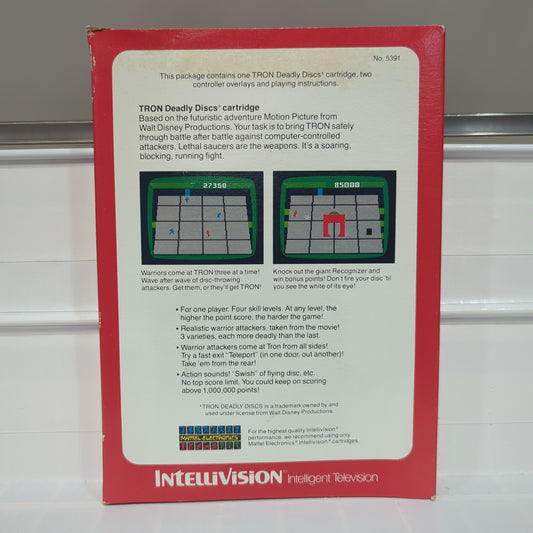 No. 5391
This package contains one TRON Deadly Discs* cartridge, two
controller overlays and playing instructions.
TRON Deadly Discs* cartridge
Based on the futuristic adventure Motion Picture from
Walt Disney Productions. Your task is to bring TRON safely
through battle after battle against computer-controlled
attackers. Lethal saucers are the weapons. It's a soaring,
blocking, running fight.
27350
85000
Warriors come at TRON three at a time!
Wave after wave of disc-throwing
attackers. Get them, or they'll get TRON!
Knock out the giant Recognizer and
win bonus points! Don't fire your disc 'til
you see the white of its eye!
• For one player. Four skill levels. At any level, the
higher the point score, the harder the game!
• Realistic warrior attackers, taken from the movie!
3 varieties, each more deadly than the last.
• Warrior attackers come at Tron from all sides!
Try a fast exit "Teleport" (in one door, out another)!
Take 'em from the rear!
• Action sounds! "Swish" of flying disc, etc.
No top score limit. You could keep on scoring
above 1,000,000 points!
*TRON DEADLY DISCS is a trademark owned by and
used under license from Walt Disney Productions.
MATTEL ELECTRONICS
For the highest quality Intellivision®
performance, we recommend using only
Mattel Electronics® Intellivision® cartridges.
INTELLIVISION® Intelligent Television